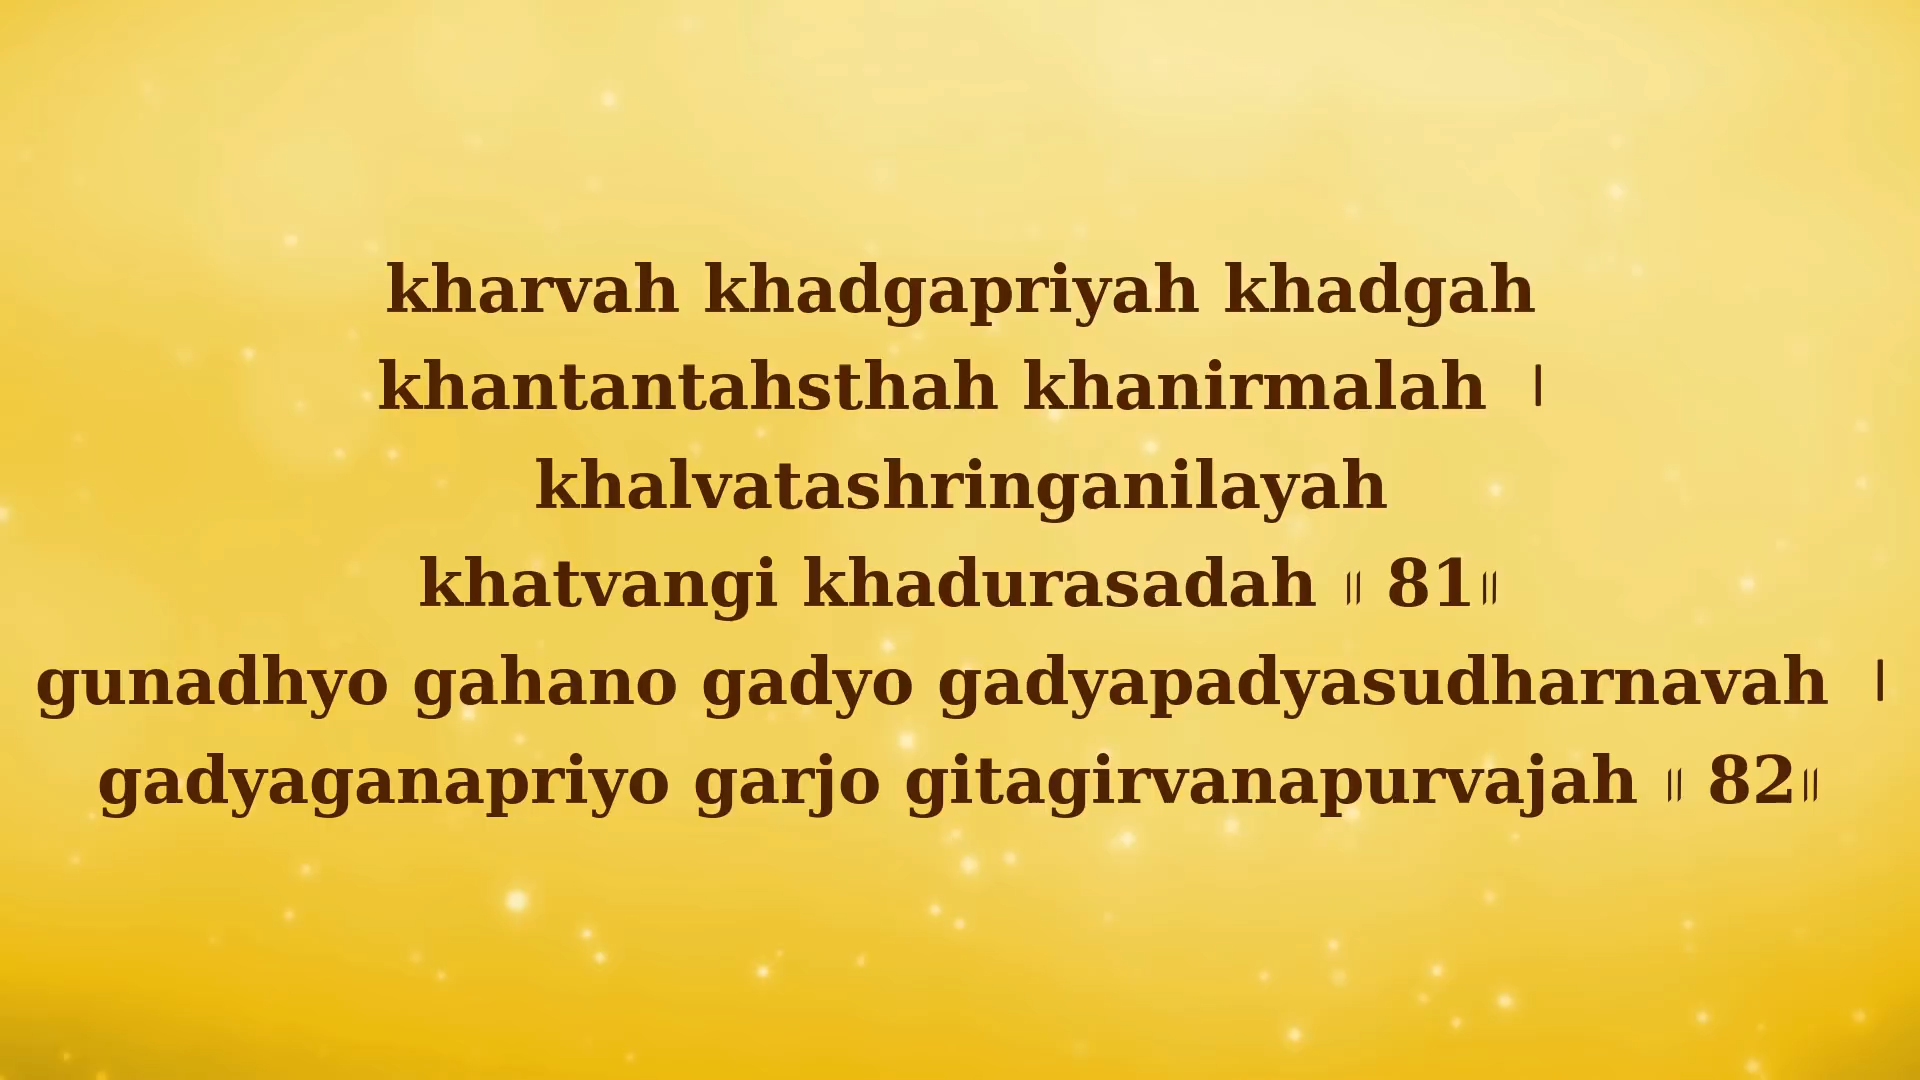 kharvah khadgapriyah khadgah
khantantahsthah khanirmalah ।
khalvatashringanilayah
khatvangi khadurasadah ॥ 81॥
gunadhyo gahano gadyo gadyapadyasudharnavah ।
gadyaganapriyo garjo gitagirvanapurvajah ॥ 82॥